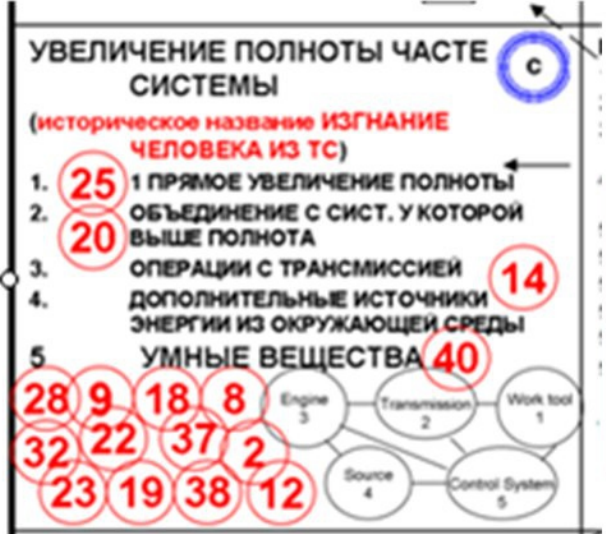 УВЕЛИЧЕНИЕ ПОЛНОТЫ ЧАСТЕ
СИСТЕМЫ
с
(историческое название ИЗГНАНИЕ
ЧЕЛОВЕКА ИЗ ТС)
1. 25 1 ПРЯМОЕ УВЕЛИЧЕНИЕ ПОЛНОТЫ
2. ОБЪЕДИНЕНИЕ С СИСТ. У КОТОРОЙ
20 ВЫШЕ ПОЛНОТА
3. ОПЕРАЦИИ С ТРАНСМИССИЕЙ 14
4. ДОПОЛНИТЕЛЬНЫЕ ИСТОЧНИКИ
ЭНЕРГИИ ИЗ ОКРУЖАЮЩЕЙ СРЕДЫ
5 УМНЫЕ ВЕЩЕСТВА 40
28 9 18 8
32 22 37 2
23 19 38 12
Engine
3
Transmission
2
Work tool
1
Source
4
Control System
5